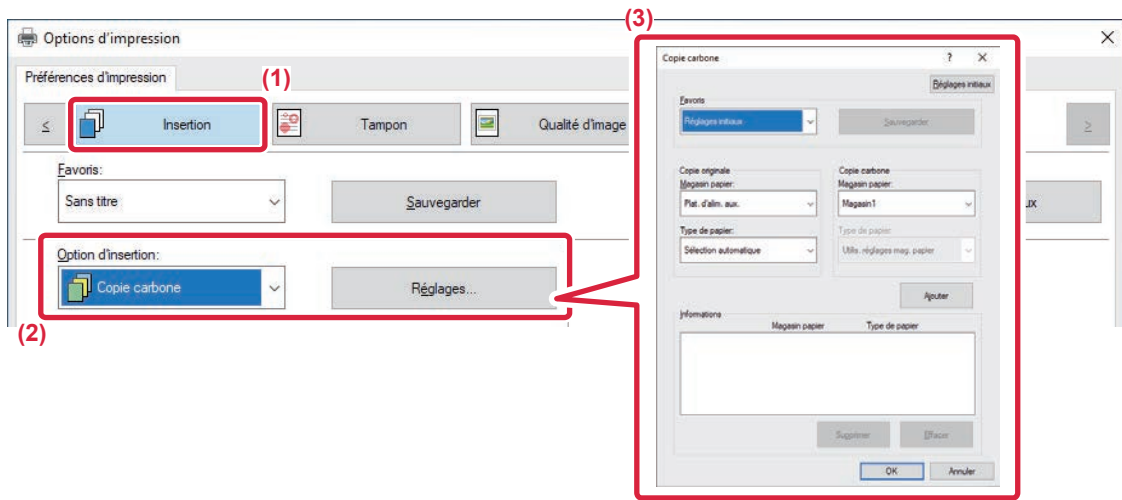 (3)
Options d'impression
Préférences d'impression
(1)
<
Insertion
Tampon
Qualité d'image
>
Favoris:
Sans titre
Sauvegarder
ux
Option d'insertion:
Copie carbone
Réglages...
(2)
Copie carbone
?
Réglages initiaux
Favoris
Réglages initiaux
Sauvegarder
Copie originale
Magasin papier:
Plat. d'alim. aux.
Type de papier:
Sélection automatique
Copie carbone
Magasin papier:
Magasin1
Type de papier:
Utilis. réglages mag. papier
Ajouter
Informations
Magasin papier
Type de papier
Supprimer
Effacer
OK
Annuler